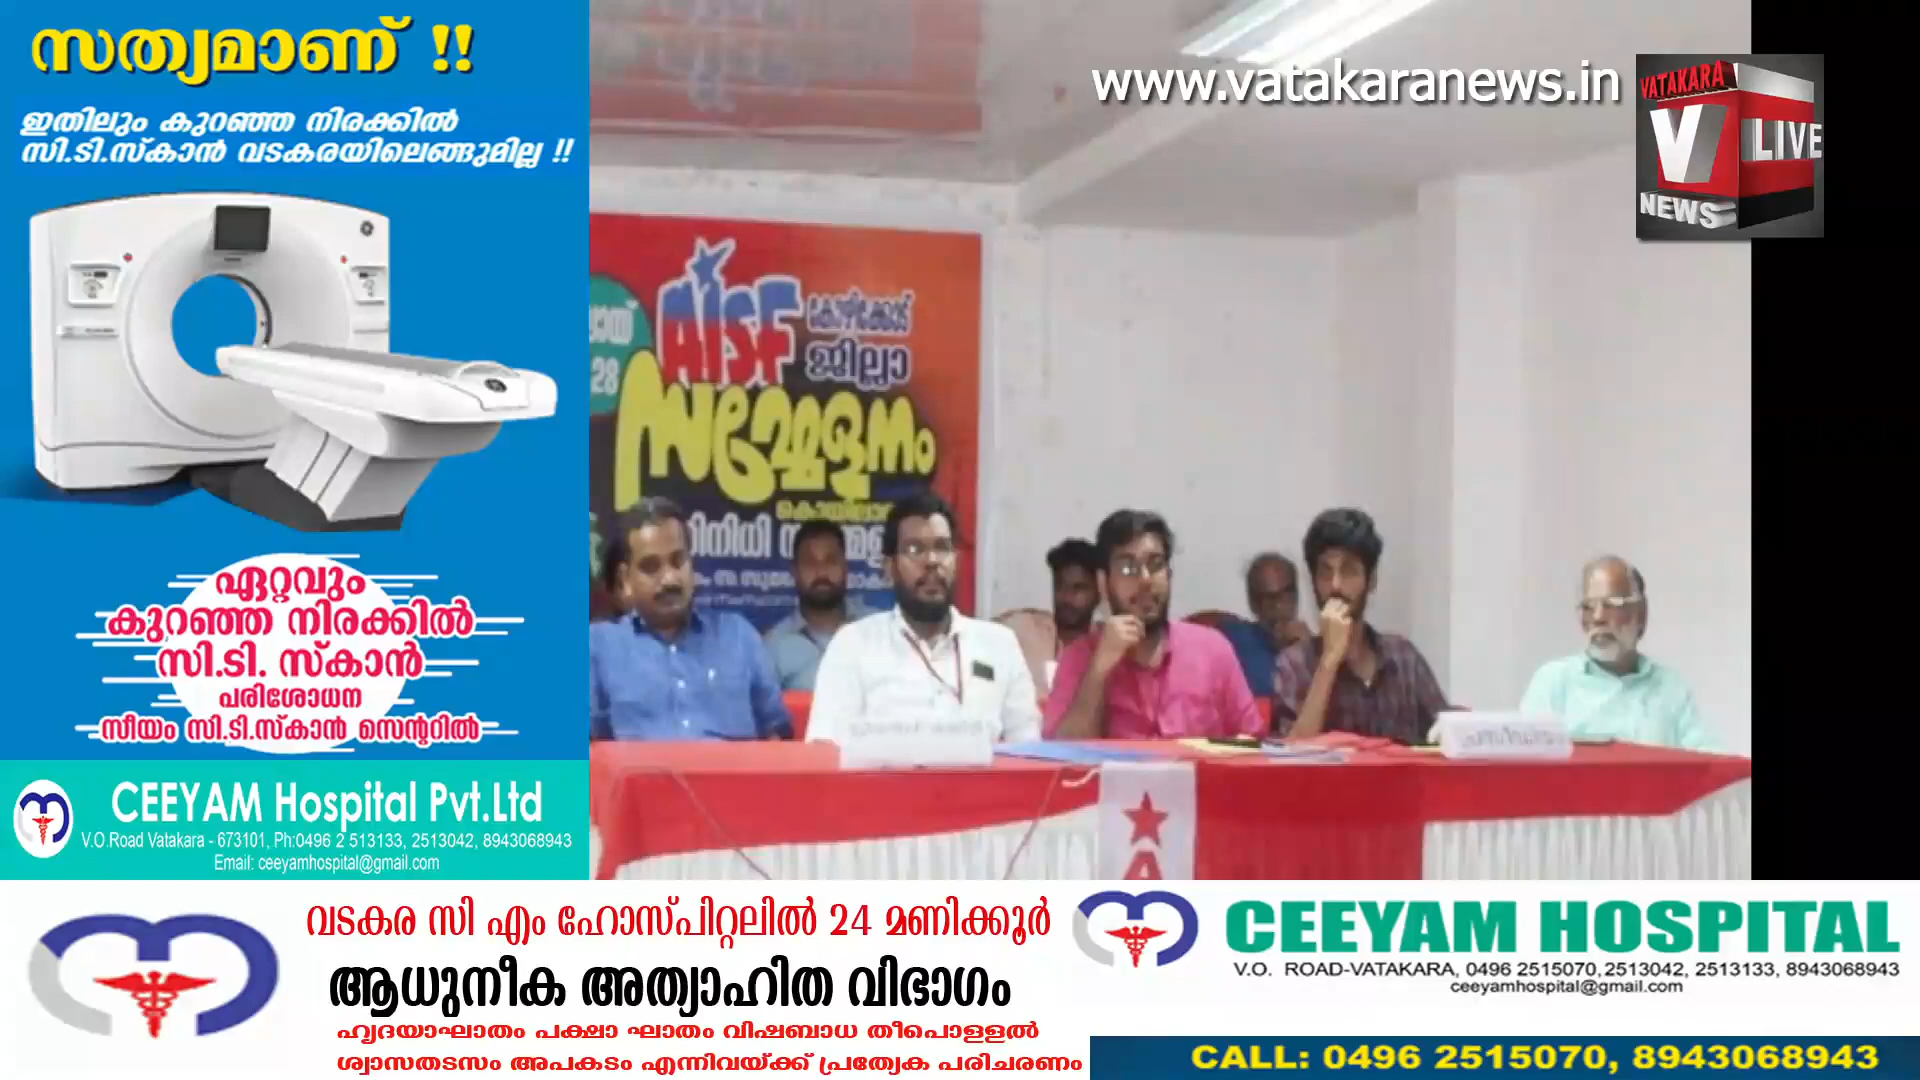 സത്യമാണ് !!
ഇതിലും കുറഞ്ഞ നിരക്കിൽ
സി.ടി.സ്കാൻ വടകരയിലെങ്ങുമില്ല !!
ഏറ്റവും
കുറഞ്ഞ നിരക്കിൽ
സി.ടി. സ്കാൻ
പരിശോധന
സീയം സി.ടി.സ്കാൻ സെന്ററിൽ
CEEYAM Hospital Pvt.Ltd
V.O.Road Vatakara - 673101, Ph:0496 2 513133, 2513042, 8943068943
Email: ceeyamhospital@gmail.com
www.vatakaranews.in
VATAKARA
V LIVE
NEWS
AISF കോഴിക്കോട്
ജില്ലാ
28
സമ്മേളനം
A
വടകര സി എം ഹോസ്പിറ്റലിൽ 24 മണിക്കൂർ
ആധുനീക അത്യാഹിത വിഭാഗം
ഹൃദയാഘാതം പക്ഷാ ഘാതം വിഷബാധ തീപൊള്ളൽ
ശ്വാസതടസം അപകടം എന്നിവയ്ക്ക് പ്രത്യേക പരിചരണം
CEEYAM HOSPITAL
V.O. ROAD-VATAKARA, 0496 2515070,2513042, 2513133, 8943068943
ceeyamhospital@gmail.com
CALL: 0496 2515070, 8943068943